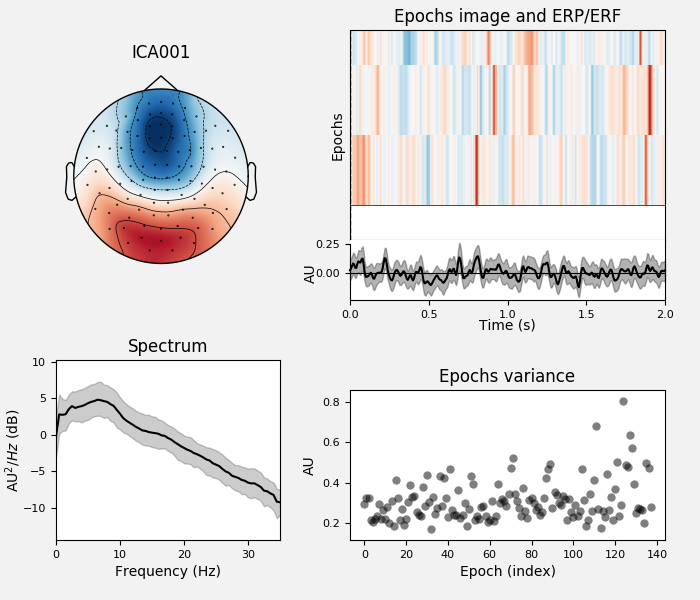 ICA001
Epochs image and ERP/ERF
Epochs
0.25
0.00
AU
0.0 0.5 1.0 1.5 2.0
Time (s)
Spectrum
10
5
0
−5
−10
AU²/Hz (dB)
0 10 20 30
Frequency (Hz)
Epochs variance
0.8
0.6
0.4
0.2
AU
0 20 40 60 80 100 120 140
Epoch (index)